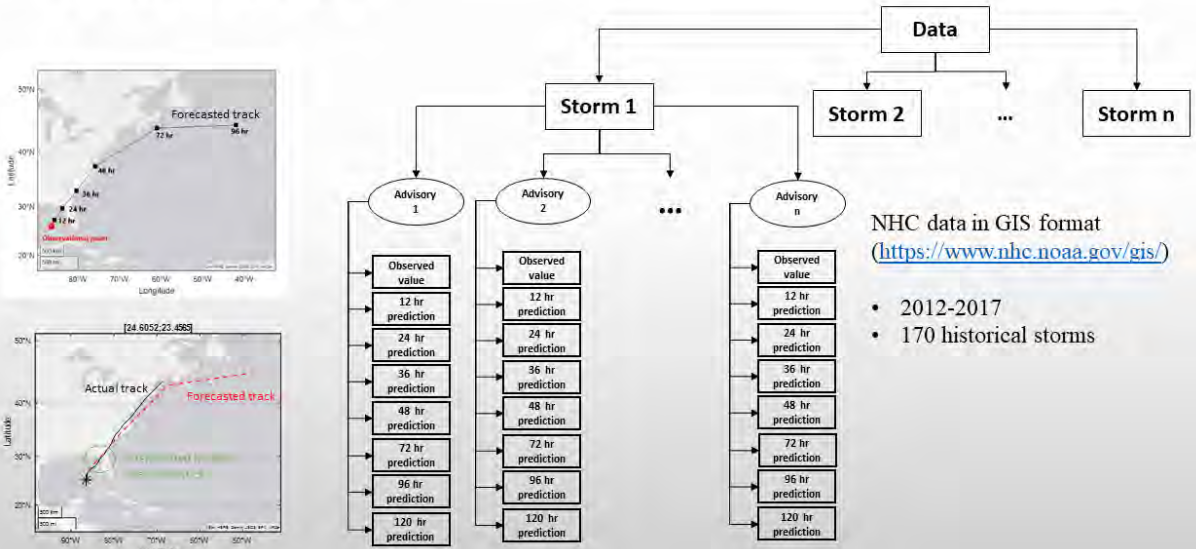 50°N
40°N
30°N
20°N
Latitude
Forecasted track
72 hr
96 hr
48 hr
36 hr
24 hr
12 hr
80°W
70°W
60°W
50°W
40°W
Longitude
[24.6052;23.4565]
50°N
40°N
30°N
20°N
Latitude
Actual track
Forecasted track
90°W
80°W
70°W
60°W
50°W
Longitude
Data
Storm 1
Storm 2
...
Storm n
Advisory
1
Advisory
2
...
Advisory
n
Observed
value
12 hr
prediction
24 hr
prediction
36 hr
prediction
48 hr
prediction
72 hr
prediction
96 hr
prediction
120 hr
prediction
Observed
value
12 hr
prediction
24 hr
prediction
36 hr
prediction
48 hr
prediction
72 hr
prediction
96 hr
prediction
120 hr
prediction
Observed
value
12 hr
prediction
24 hr
prediction
36 hr
prediction
48 hr
prediction
72 hr
prediction
96 hr
prediction
120 hr
prediction
NHC data in GIS format
(https://www.nhc.noaa.gov/gis/)
• 2012-2017
• 170 historical storms